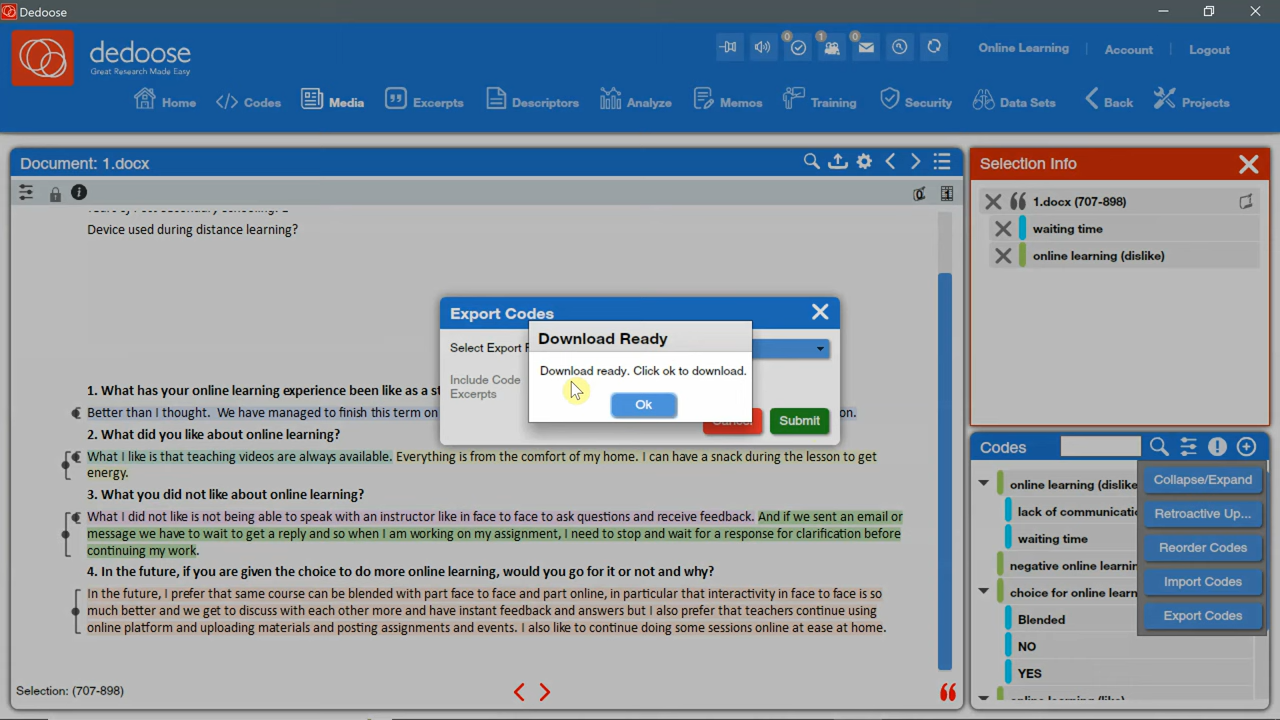 Dedoose
dedoose
Great Research Made Easy
0
1
0
Online Learning
Account
Logout
Home
Codes
Media
Excerpts
Descriptors
Analyze
Memos
Training
Security
Data Sets
Back
Projects
Document: 1.docx
Device used during distance learning?
1. What has your online learning experience been like as a st
Better than I thought. We have managed to finish this term on
on.
2. What did you like about online learning?
What I like is that teaching videos are always available. Everything is from the comfort of my home. I can have a snack during the lesson to get
energy.
3. What you did not like about online learning?
What I did not like is not being able to speak with an instructor like in face to face to ask questions and receive feedback. And if we sent an email or
message we have to wait to get a reply and so when I am working on my assignment, I need to stop and wait for a response for clarification before
continuing my work.
4. In the future, if you are given the choice to do more online learning, would you go for it or not and why?
In the future, I prefer that same course can be blended with part face to face and part online, in particular that interactivity in face to face is so
much better and we get to discuss with each other more and have instant feedback and answers but I also prefer that teachers continue using
online platform and uploading materials and posting assignments and events. I also like to continue doing some sessions online at ease at home.
Selection: (707-898)
Export Codes
Select Export F
Include Code
Excerpts
Cancel
Submit
Download Ready
Download ready. Click ok to download.
Ok
Selection Info
1.docx (707-898)
waiting time
online learning (dislike)
Codes
online learning (dislike
lack of communicatio
waiting time
negative online learnin
choice for online learn
Blended
NO
YES
online learning (like)
Collapse/Expand
Retroactive Up...
Reorder Codes
Import Codes
Export Codes